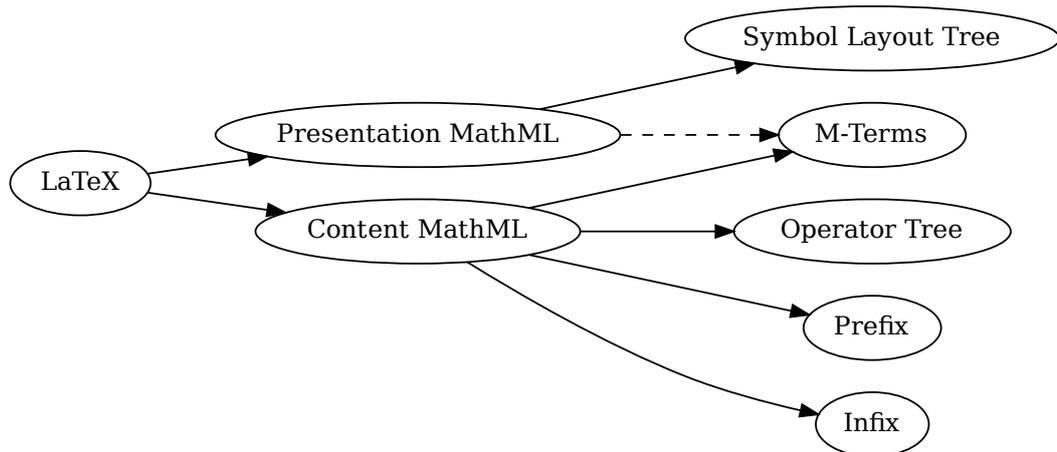 Symbol Layout Tree
Presentation MathML
M-Terms
LaTeX
Content MathML
Operator Tree
Prefix
Infix